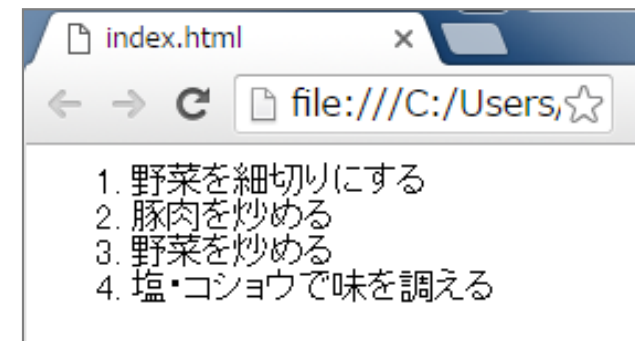 index.html
file:///C:/Users/
1. 野菜を細切りにする
2. 豚肉を炒める
3. 野菜を炒める
4. 塩・コショウで味を調える